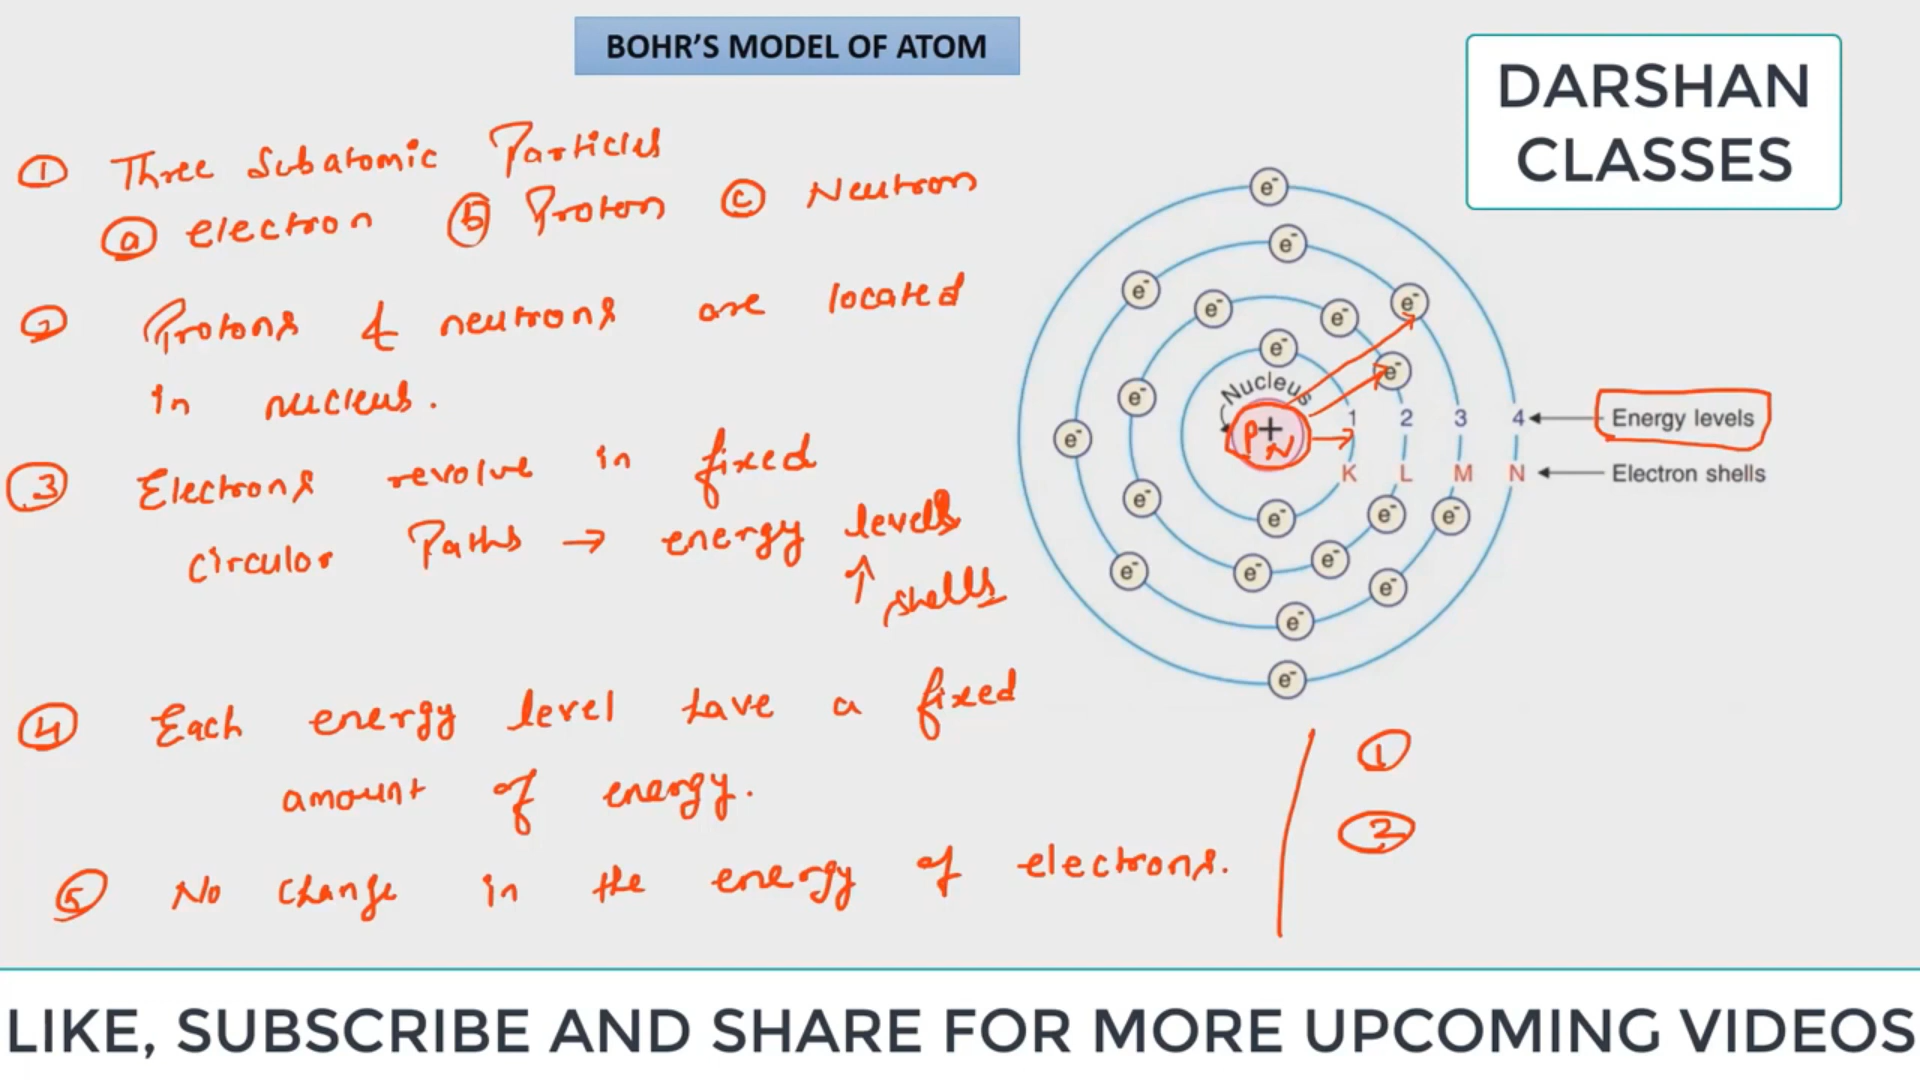 BOHR'S MODEL OF ATOM
DARSHAN
CLASSES
① Three Subatomic Particles
ⓐ electron ⓑ Proton ⓒ Neutron
② Protons & neutrons are located
in nucleus.
③ Electrons revolve in fixed
circular Paths → energy levels
↑ shells
④ Each energy level have a fixed
amount of energy.
⑤ No change in the energy of electrons.
e⁻
e⁻
e⁻
e⁻
e⁻
e⁻
e⁻
e⁻
Nucleus
e⁻
P + N
1 2 3 4 Energy levels
e⁻
K L M N Electron shells
e⁻
e⁻
e⁻
e⁻
e⁻
e⁻
e⁻
e⁻
e⁻
e⁻
e⁻
①
②
LIKE, SUBSCRIBE AND SHARE FOR MORE UPCOMING VIDEOS